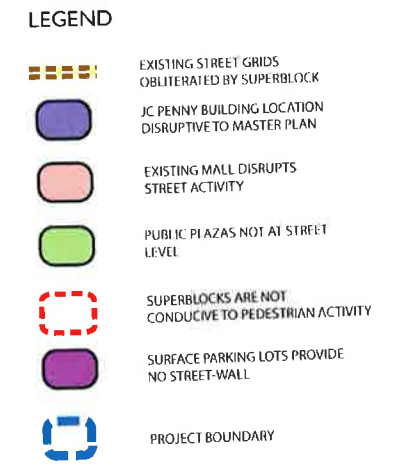 LEGEND
EXISTING STREET GRIDS
OBLITERATED BY SUPERBLOCK
JC PENNY BUILDING LOCATION
DISRUPTIVE TO MASTER PLAN
EXISTING MALL DISRUPTS
STREET ACTIVITY
PUBLIC PLAZAS NOT AT STREET
LEVEL
SUPERBLOCKS ARE NOT
CONDUCIVE TO PEDESTRIAN ACTIVITY
SURFACE PARKING LOTS PROVIDE
NO STREET-WALL
PROJECT BOUNDARY